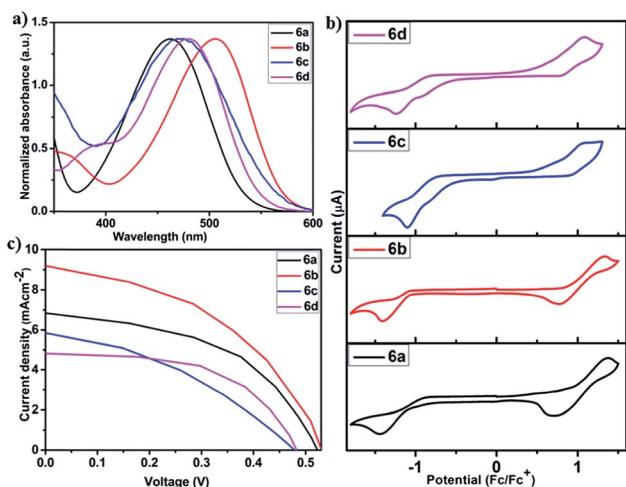 a)
Normalized absorbance (a.u.)
1.5
1.0
0.5
0.0
400
500
600
Wavelength (nm)
6a
6b
6c
6d
b)
6d
6c
6b
6a
Current (μA)
-1
0
1
Potential (Fc/Fc+)
c)
Current density (mAcm-2)
10
8
6
4
2
0
0.0
0.1
0.2
0.3
0.4
0.5
Voltage (V)
6a
6b
6c
6d